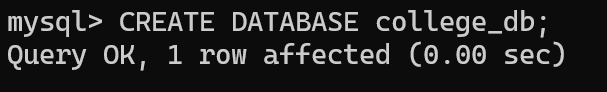 mysql> CREATE DATABASE college_db;
Query OK, 1 row affected (0.00 sec)